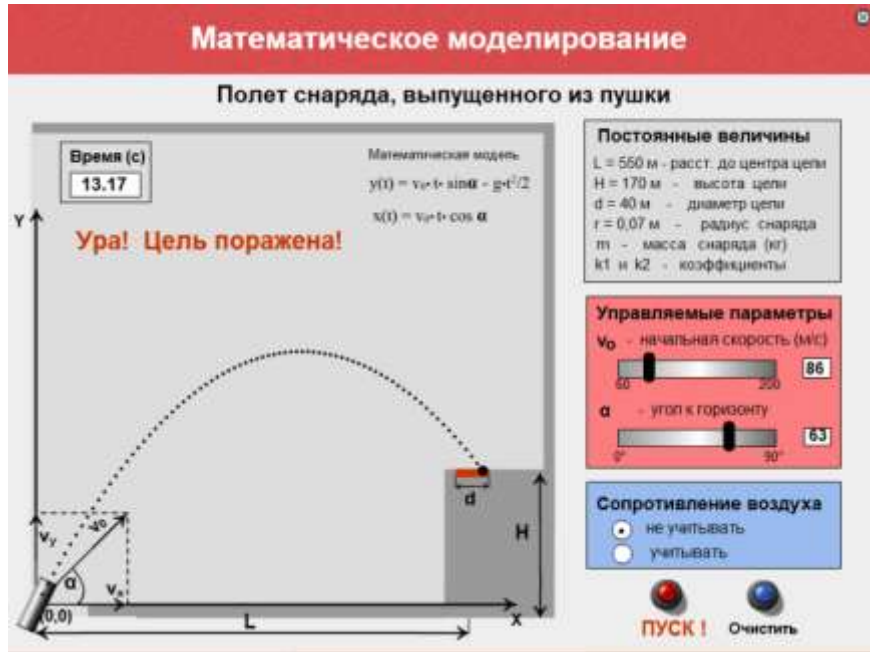 Математическое моделирование
Полет снаряда, выпущенного из пушки
Время (с)
13.17
Математическая модель
y(t) = v₀• t• sinα - g•t²/2
x(t) = v₀• t• cos α
Y
Ура! Цель поражена!
v₀
vy
α
vx
(0,0)
L
d
H
X
Постоянные величины
L = 550 м - расст. до центра цели
H = 170 м - высота цели
d = 40 м - диаметр цели
r = 0,07 м - радиус снаряда
m - масса снаряда (кг)
k1 и k2 - коэффициенты
Управляемые параметры
v₀ - начальная скорость (м/с)
86
60 200
α - угол к горизонту
63
0° 90°
Сопротивление воздуха
не учитывать
учитывать
ПУСК !
Очистить